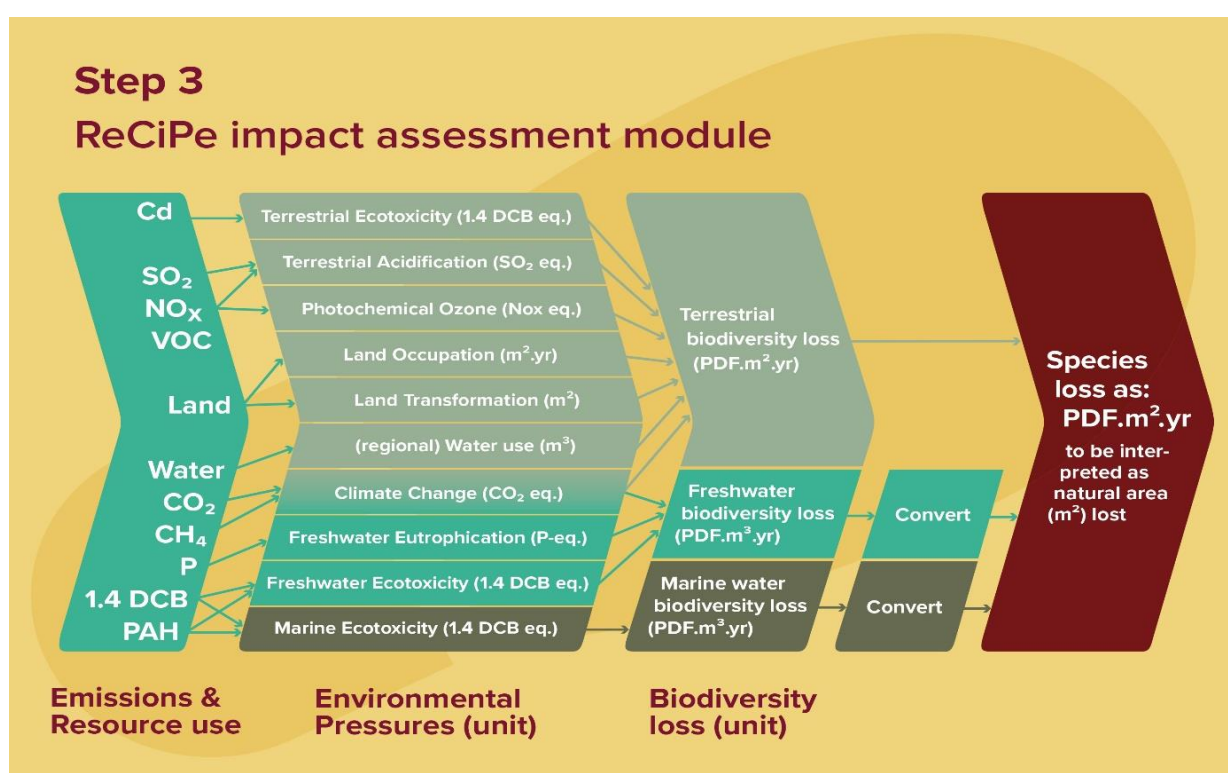 Step 3
ReCiPe impact assessment module
Cd
SO₂
NOₓ
VOC
Land
Water
CO₂
CH₄
P
1.4 DCB
PAH
Terrestrial Ecotoxicity (1.4 DCB eq.)
Terrestrial Acidification (SO₂ eq.)
Photochemical Ozone (Nox eq.)
Land Occupation (m².yr)
Land Transformation (m²)
(regional) Water use (m³)
Climate Change (CO₂ eq.)
Freshwater Eutrophication (P-eq.)
Freshwater Ecotoxicity (1.4 DCB eq.)
Marine Ecotoxicity (1.4 DCB eq.)
Terrestrial
biodiversity loss
(PDF.m².yr)
Freshwater
biodiversity loss
(PDF.m³.yr)
Marine water
biodiversity loss
(PDF.m³.yr)
Convert
Convert
Species
loss as:
PDF.m².yr
to be inter-
preted as
natural area
(m²) lost
Emissions &
Resource use
Environmental
Pressures (unit)
Biodiversity
loss (unit)